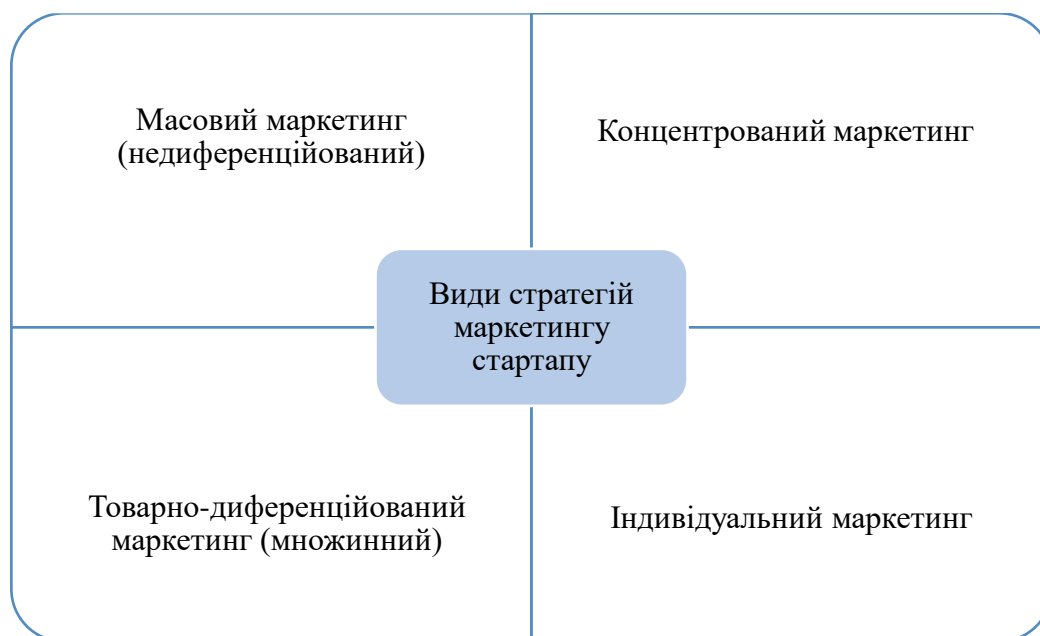 Масовий маркетинг
(недиференційований)
Концентрований маркетинг
Види стратегій
маркетингу
стартапу
Товарно-диференційований
маркетинг (множинний)
Індивідуальний маркетинг